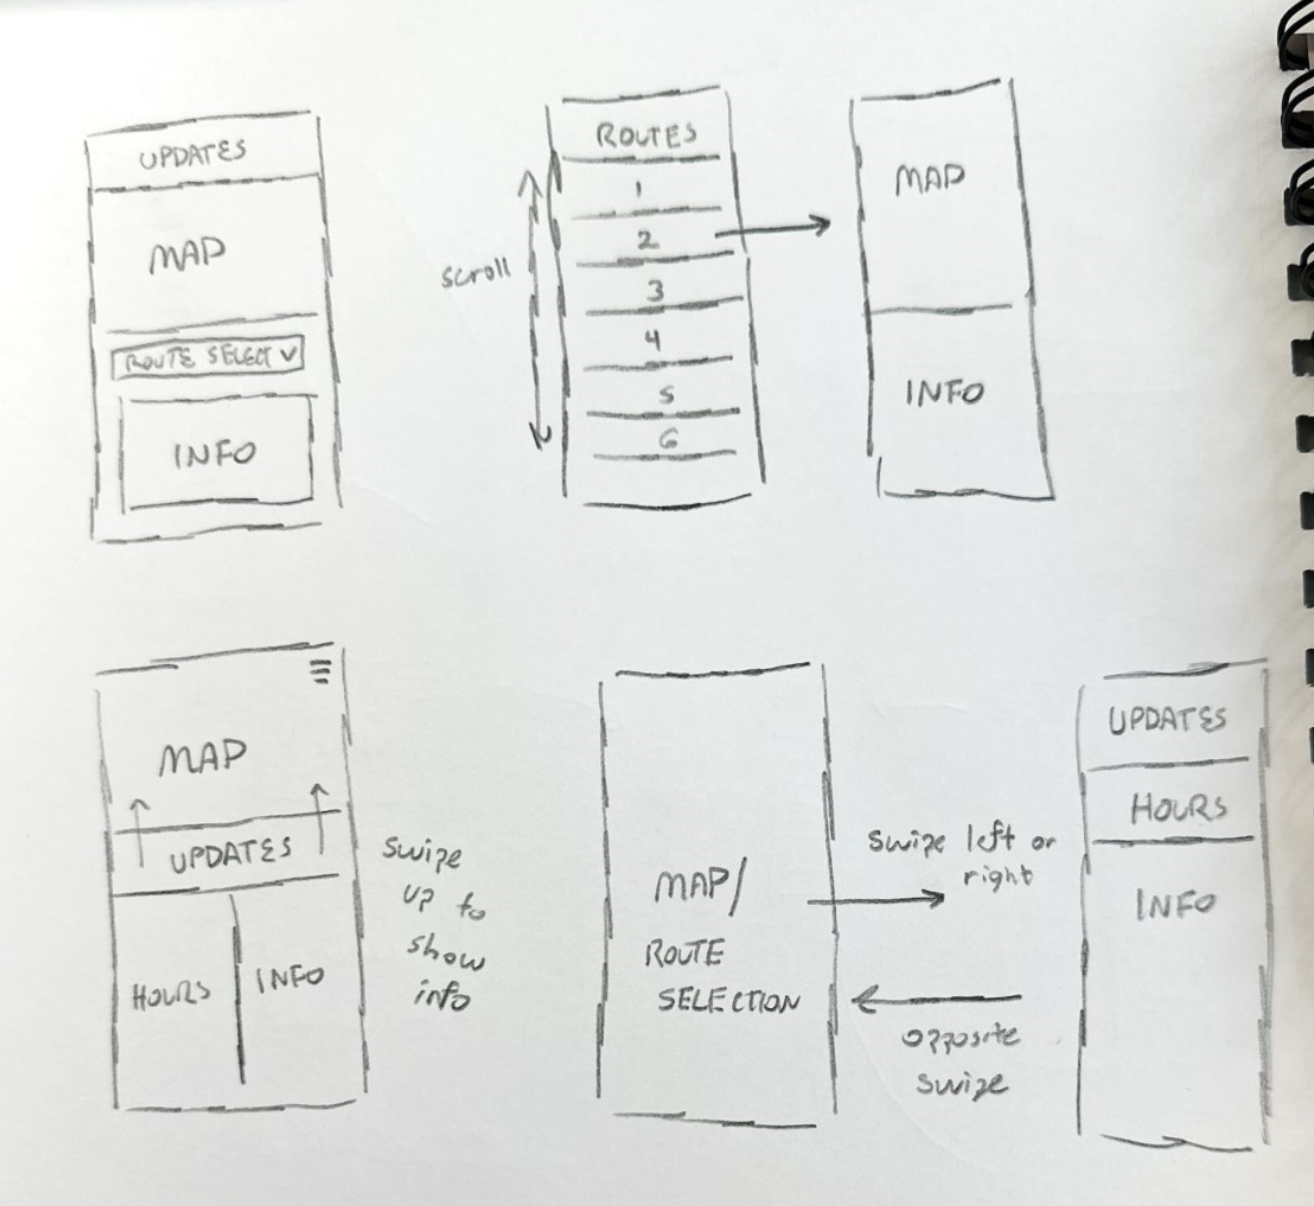 UPDATES
MAP
ROUTE SELECT
INFO
scroll
ROUTES
1
2
3
4
5
6
MAP
INFO
MAP
UPDATES
HOURS
INFO
swipe
up to
show
info
MAP/
ROUTE
SELECTION
swipe left or
right
opposite
swipe
UPDATES
HOURS
INFO